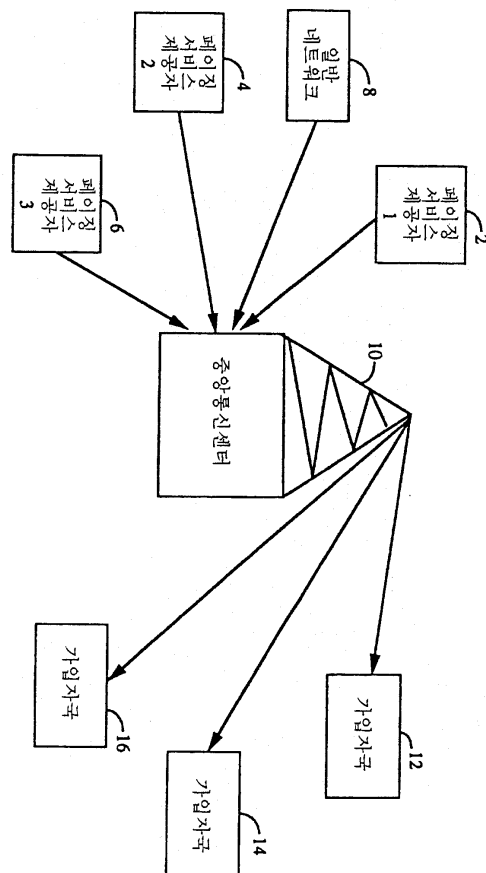 페이징
서비스
제공자
1
2
일반
네트워크
8
페이징
서비스
제공자
2
4
페이징
서비스
제공자
3
6
10
중앙통신센터
가입자국
12
가입자국
14
가입자국
16